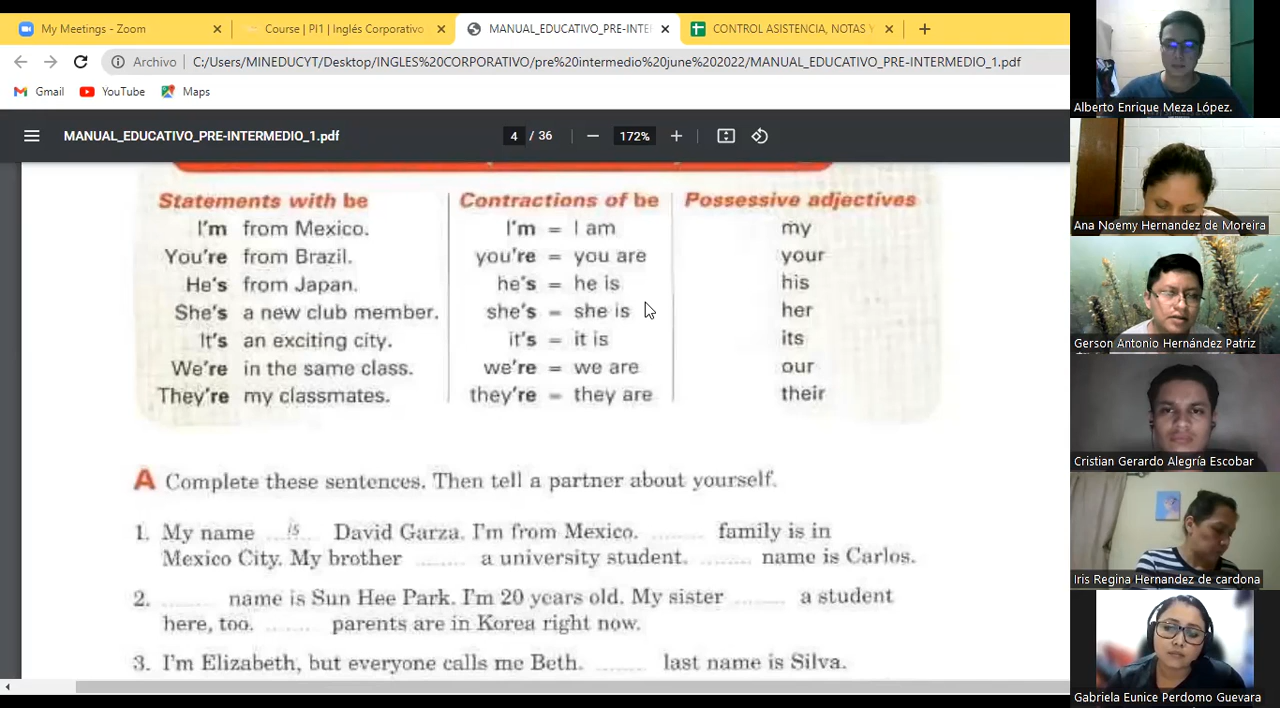 My Meetings - Zoom
Course | PI1 | Inglés Corporativo
MANUAL_EDUCATIVO_PRE-INTE
CONTROL ASISTENCIA, NOTAS Y
Archivo
C:/Users/MINEDUCYT/Desktop/INGLES%20CORPORATIVO/pre%20intermedio%20june%202022/MANUAL_EDUCATIVO_PRE-INTERMEDIO_1.pdf
Gmail YouTube Maps
MANUAL_EDUCATIVO_PRE-INTERMEDIO_1.pdf
4 / 36
172%
Statements with be
I'm from Mexico.
You're from Brazil.
He's from Japan.
She's a new club member.
It's an exciting city.
We're in the same class.
They're my classmates.
Contractions of be
I'm = I am
you're = you are
he's = he is
she's = she is
it's = it is
we're = we are
they're = they are
Possessive adjectives
my
your
his
her
its
our
their
A Complete these sentences. Then tell a partner about yourself.
1. My name is David Garza. I'm from Mexico. ........ family is in
Mexico City. My brother ........ a university student. ........ name is Carlos.
2. ........ name is Sun Hee Park. I'm 20 years old. My sister ........ a student
here, too. ........ parents are in Korea right now.
3. I'm Elizabeth, but everyone calls me Beth. ........ last name is Silva.
Alberto Enrique Meza López.
Ana Noemy Hernandez de Moreira
Gerson Antonio Hernández Patriz
Cristian Gerardo Alegría Escobar
Iris Regina Hernandez de cardona
Gabriela Eunice Perdomo Guevara